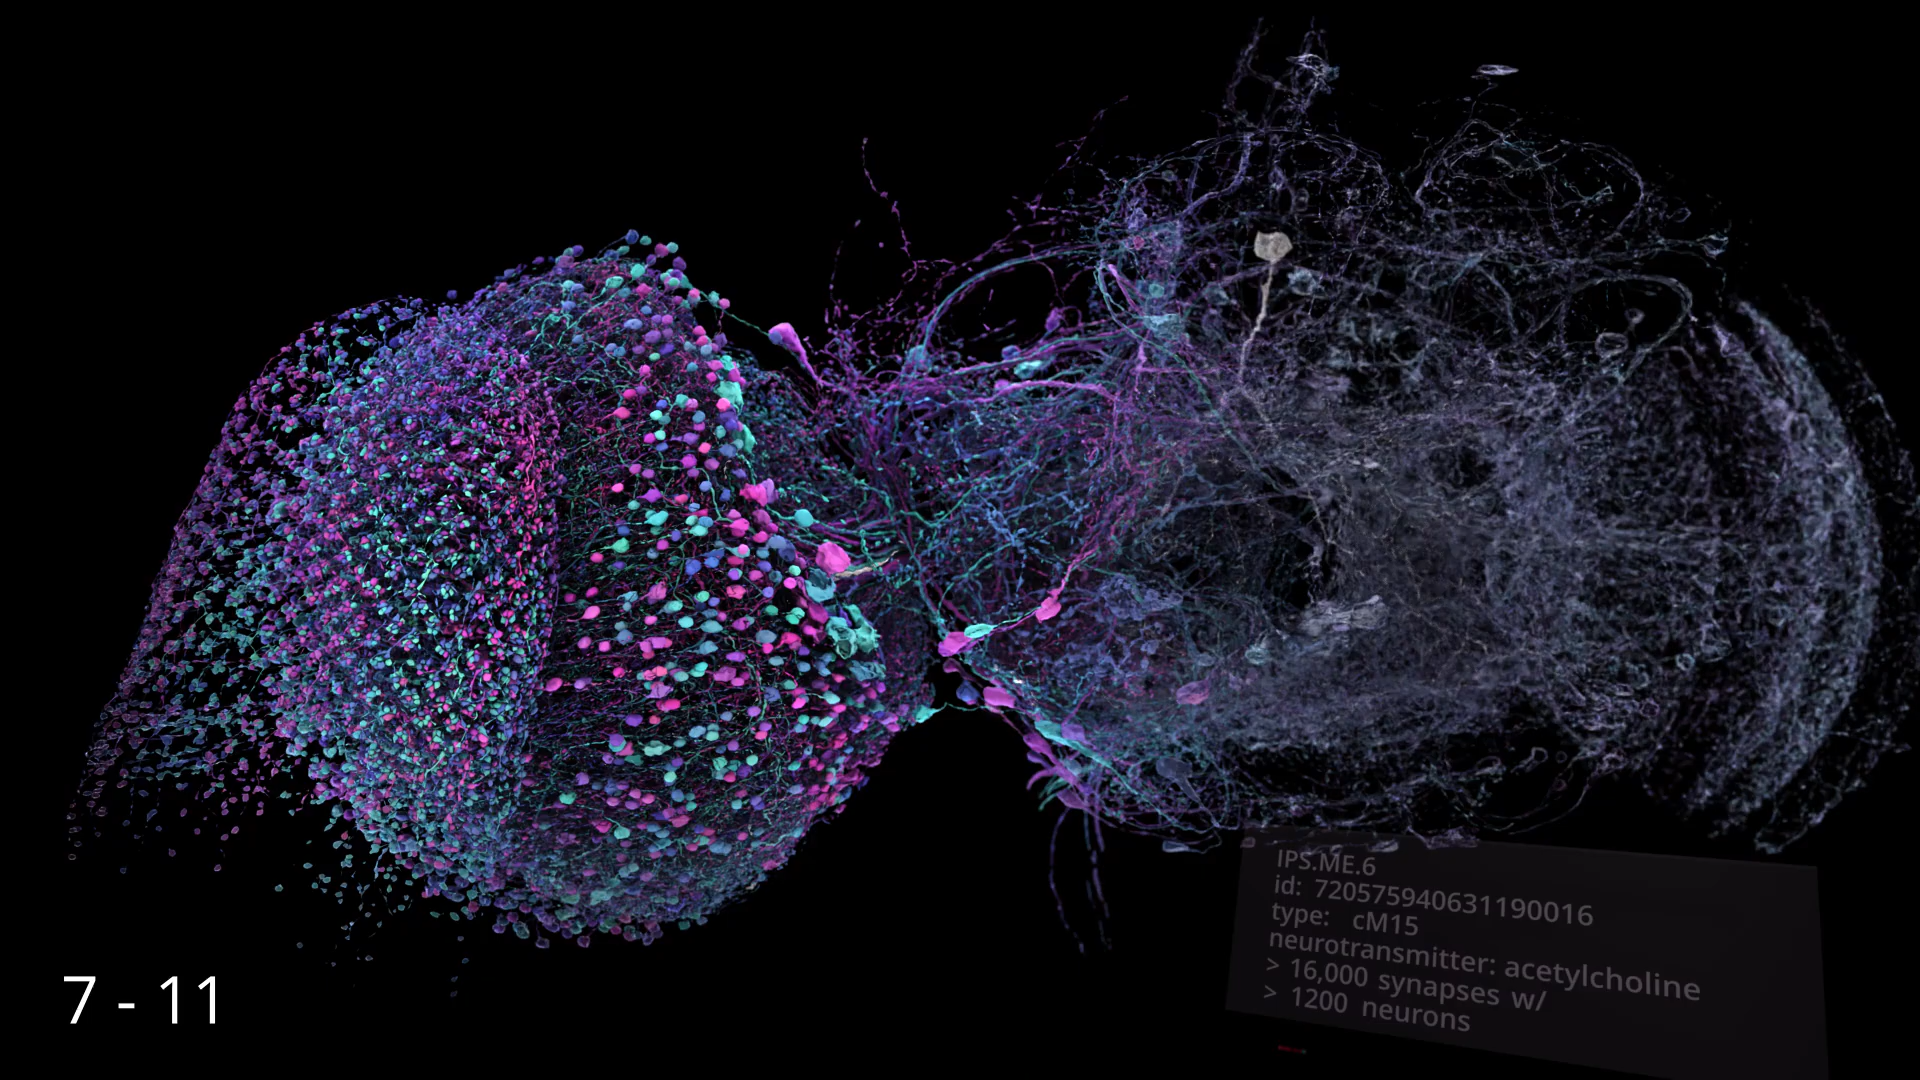 IPS.ME.6
id: 720575940631190016
type: cM15
neurotransmitter: acetylcholine
> 16,000 synapses w/
> 1200 neurons
7 - 11